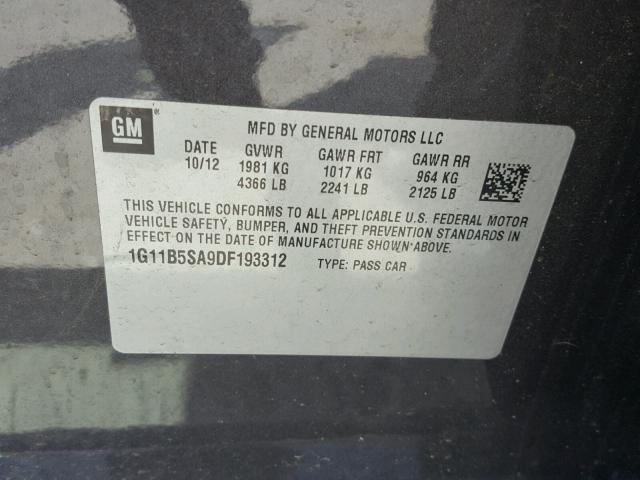 GM ®
MFD BY GENERAL MOTORS LLC
DATE GVWR GAWR FRT GAWR RR
10/12 1981 KG 1017 KG 964 KG
4366 LB 2241 LB 2125 LB
THIS VEHICLE CONFORMS TO ALL APPLICABLE U.S. FEDERAL MOTOR
VEHICLE SAFETY, BUMPER, AND THEFT PREVENTION STANDARDS IN
EFFECT ON THE DATE OF MANUFACTURE SHOWN ABOVE.
1G11B5SA9DF193312 TYPE: PASS CAR